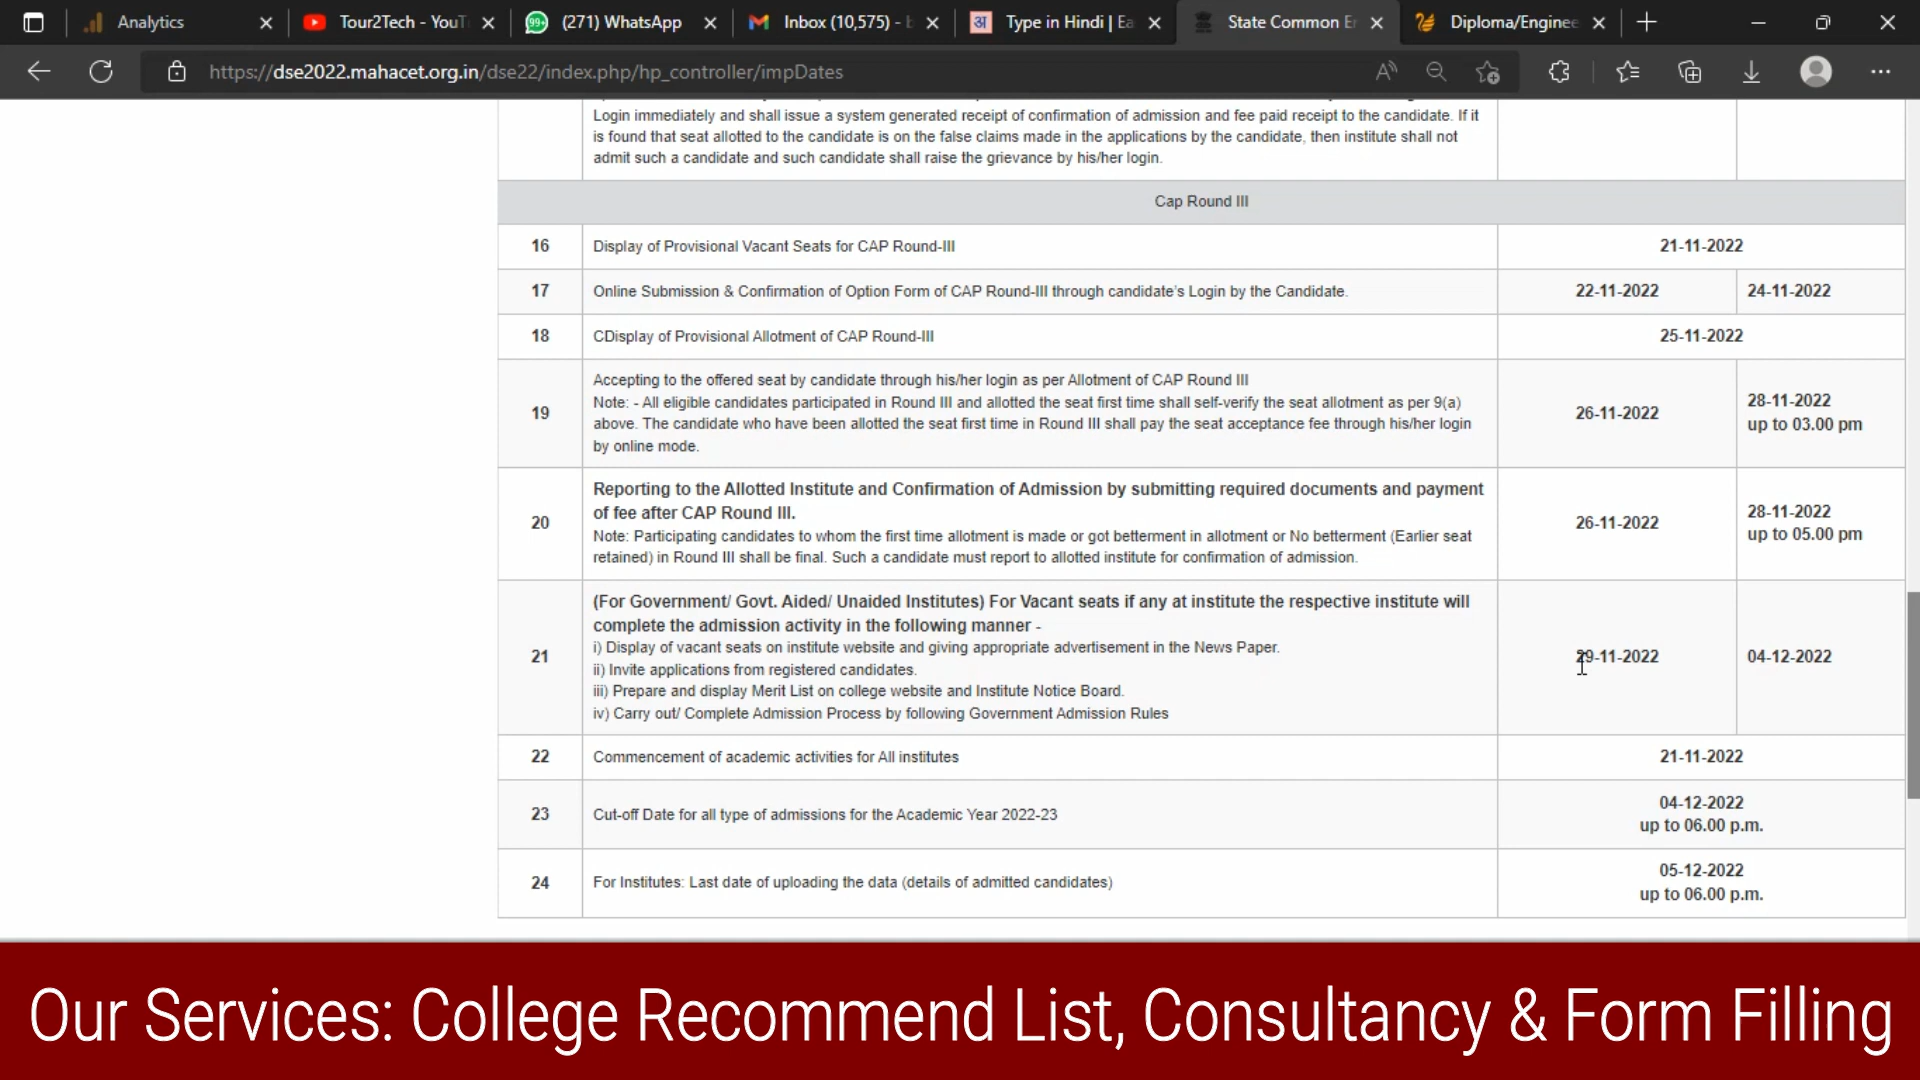 Analytics
Tour2Tech - YouT
(271) WhatsApp
Inbox (10,575) -
Type in Hindi | Ea
State Common E
Diploma/Enginee
https://dse2022.mahacet.org.in/dse22/index.php/hp_controller/impDates
Login immediately and shall issue a system generated receipt of confirmation of admission and fee paid receipt to the candidate. If it
is found that seat allotted to the candidate is on the false claims made in the applications by the candidate, then institute shall not
admit such a candidate and such candidate shall raise the grievance by his/her login.
Cap Round III
16 Display of Provisional Vacant Seats for CAP Round-III 21-11-2022
17 Online Submission & Confirmation of Option Form of CAP Round-III through candidate's Login by the Candidate. 22-11-2022 24-11-2022
18 CDisplay of Provisional Allotment of CAP Round-III 25-11-2022
19
Accepting to the offered seat by candidate through his/her login as per Allotment of CAP Round III
Note: - All eligible candidates participated in Round III and allotted the seat first time shall self-verify the seat allotment as per 9(a)
above. The candidate who have been allotted the seat first time in Round III shall pay the seat acceptance fee through his/her login
by online mode.
26-11-2022
28-11-2022
up to 03.00 pm
20
Reporting to the Allotted Institute and Confirmation of Admission by submitting required documents and payment
of fee after CAP Round III.
Note: Participating candidates to whom the first time allotment is made or got betterment in allotment or No betterment (Earlier seat
retained) in Round III shall be final. Such a candidate must report to allotted institute for confirmation of admission.
26-11-2022
28-11-2022
up to 05.00 pm
21
(For Government/ Govt. Aided/ Unaided Institutes) For Vacant seats if any at institute the respective institute will
complete the admission activity in the following manner -
i) Display of vacant seats on institute website and giving appropriate advertisement in the News Paper.
ii) Invite applications from registered candidates.
iii) Prepare and display Merit List on college website and Institute Notice Board.
iv) Carry out/ Complete Admission Process by following Government Admission Rules
29-11-2022
04-12-2022
22 Commencement of academic activities for All institutes 21-11-2022
23 Cut-off Date for all type of admissions for the Academic Year 2022-23
04-12-2022
up to 06.00 p.m.
24 For Institutes: Last date of uploading the data (details of admitted candidates)
05-12-2022
up to 06.00 p.m.
Our Services: College Recommend List, Consultancy & Form Filling